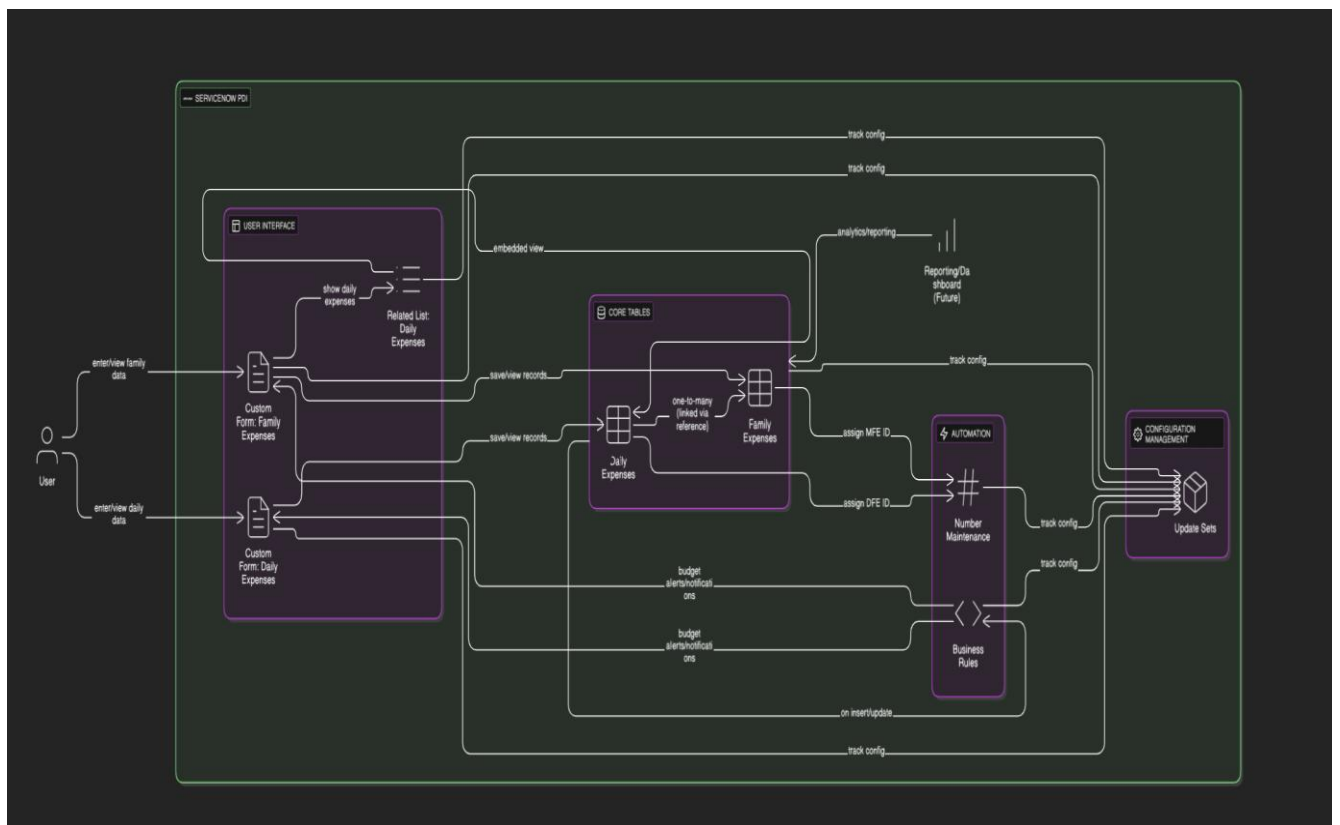 SERVICENOW PDI
track config
track config
USER INTERFACE
analytics/reporting
embedded view
Reporting/Da
shboard
(Future)
show daily
expenses
Related List:
Daily
Expenses
CORE TABLES
enter/view family
data
track config
save/view records
one-to-many
(linked via
reference)
Custom
Form: Family
Expenses
Family
Expenses
save/view records
assign MFE ID
AUTOMATION
CONFIGURATION
MANAGEMENT
Daily
Expenses
User
enter/view daily
data
assign DFE ID
Number
Maintenance
track config
Update Sets
Custom
Form: Daily
Expenses
track config
budget
alerts/notificati
ons
budget
alerts/notificati
ons
Business
Rules
on insert/update
track config